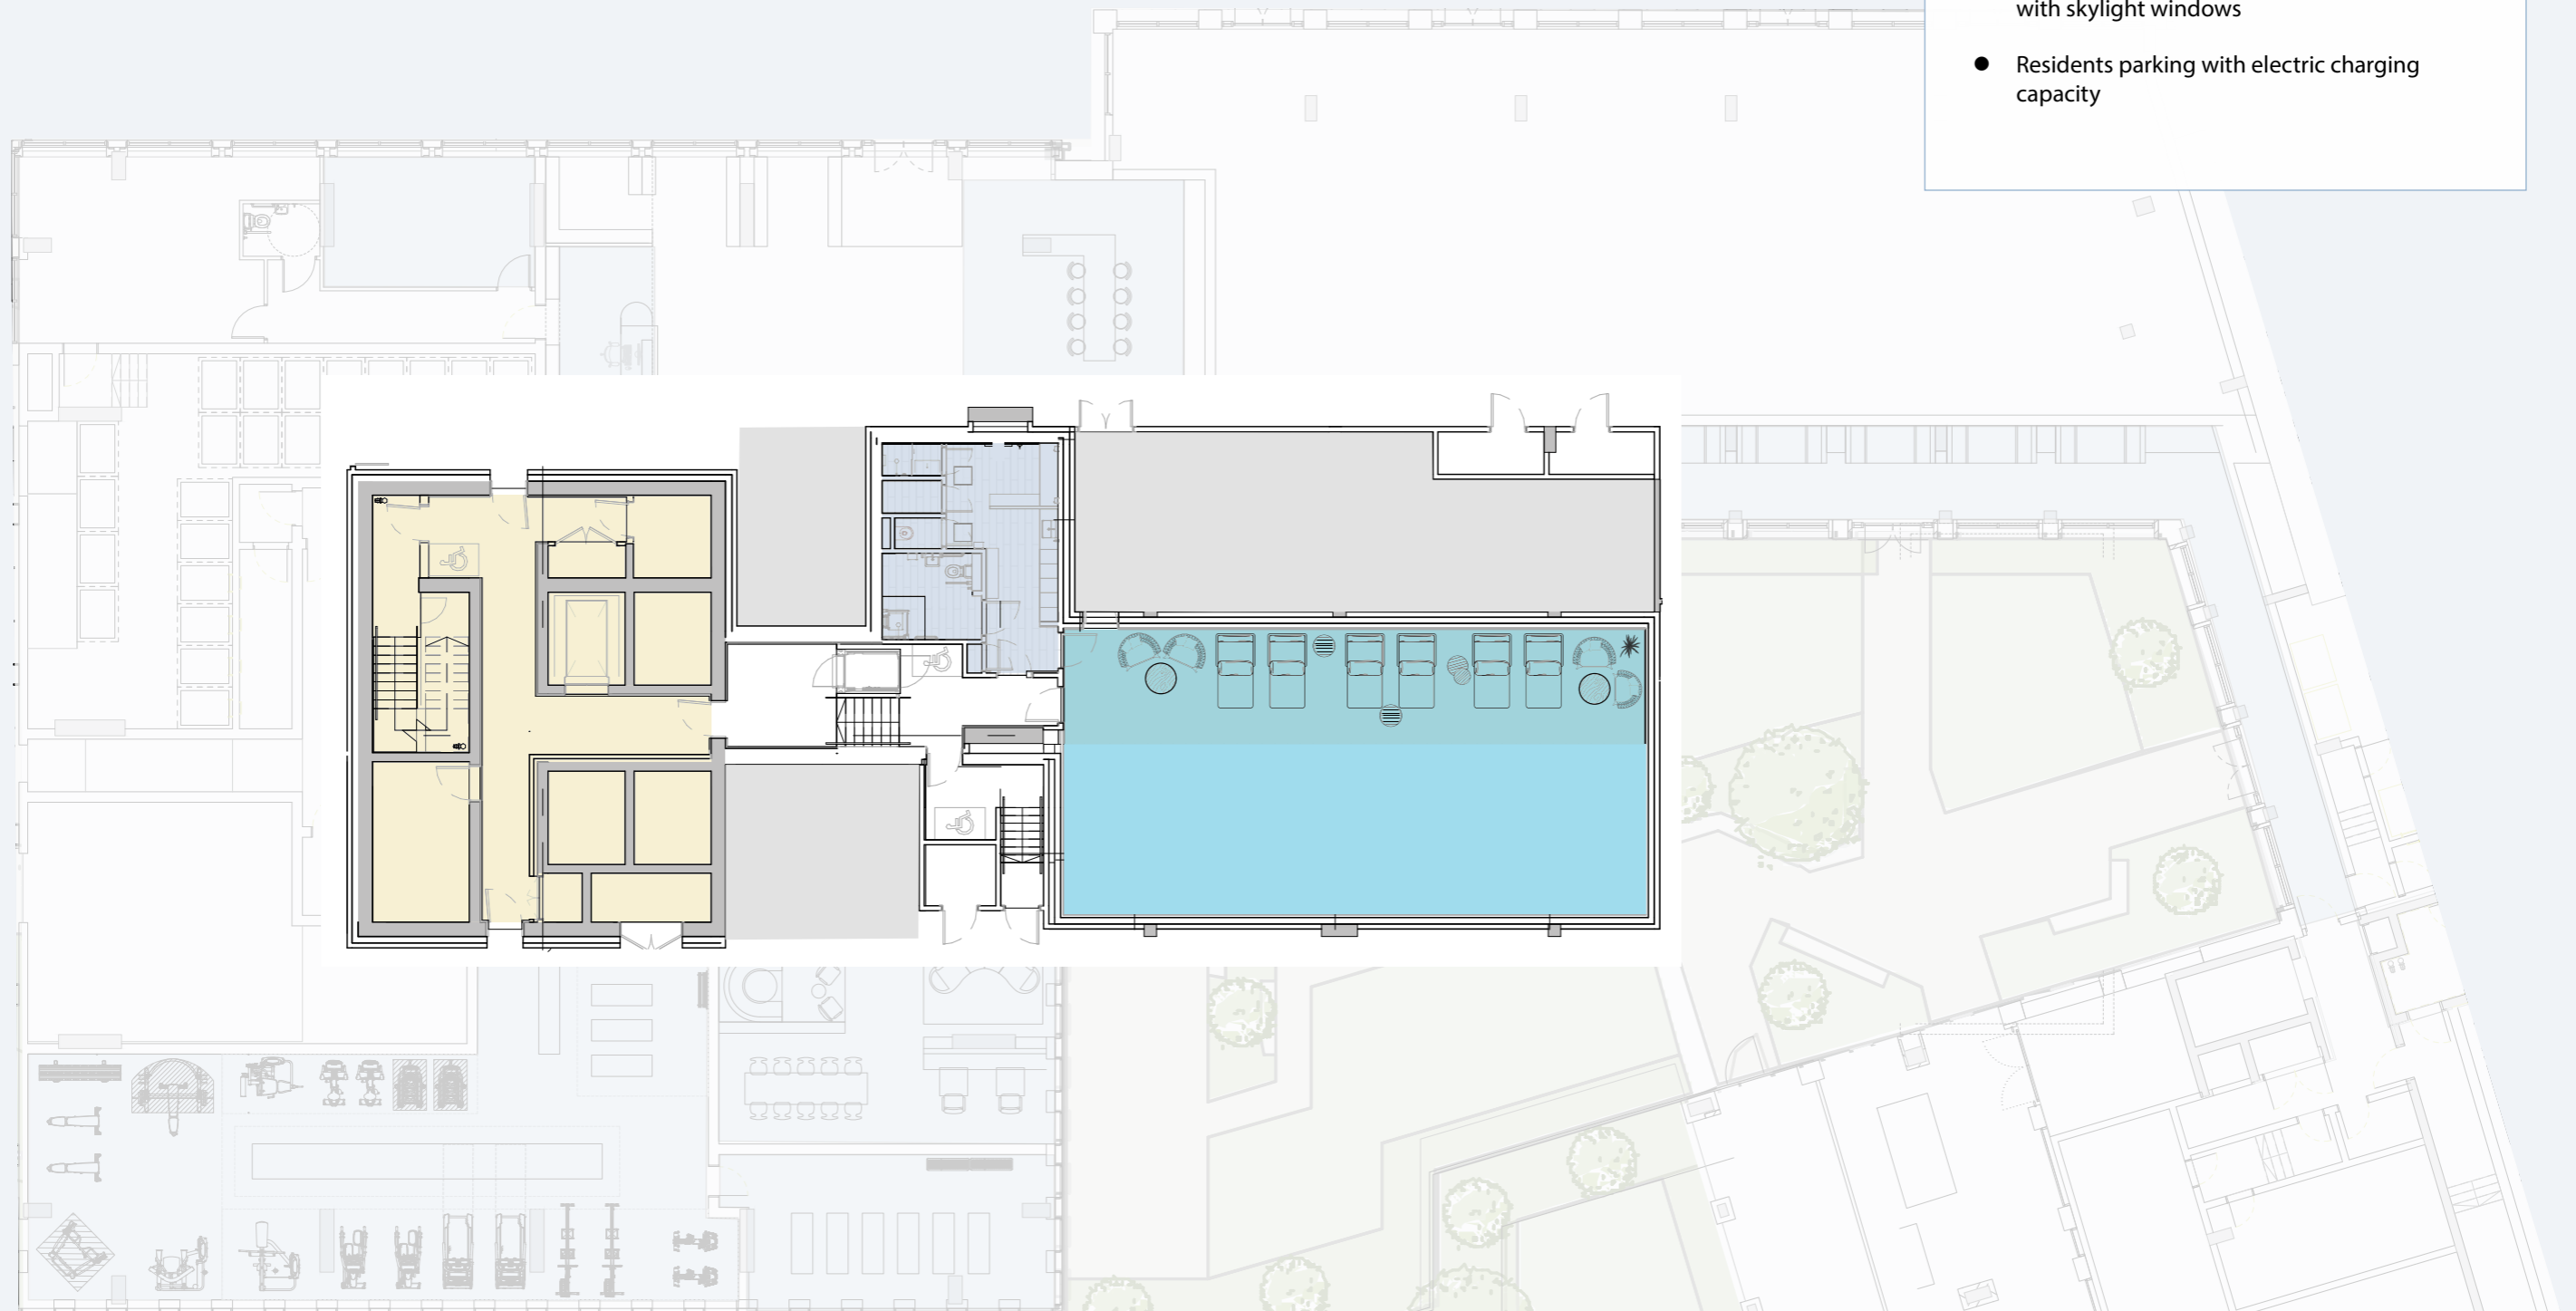 with skylight windows
● Residents parking with electric charging
capacity